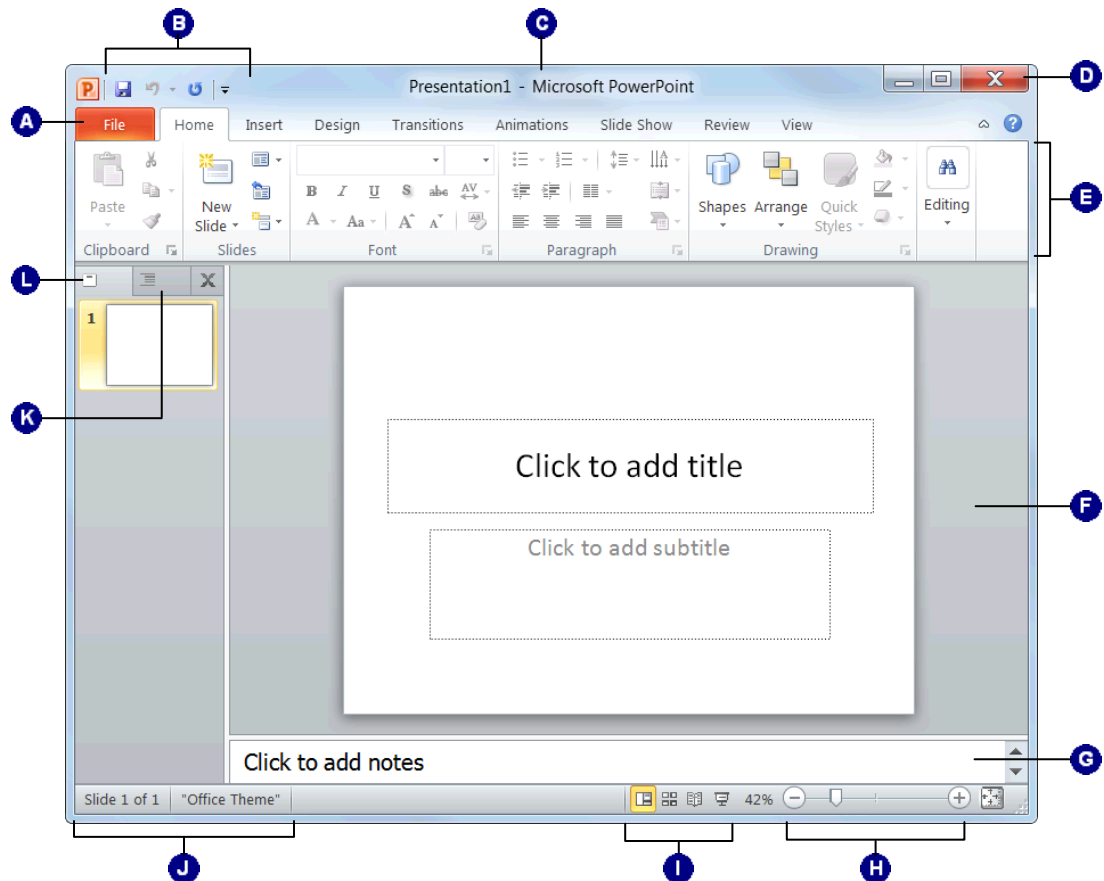 B
C
P
Presentation1 - Microsoft PowerPoint
X
D
A
File Home Insert Design Transitions Animations Slide Show Review View
?
E
Paste
New
Slide
B I U S abc AV
A Aa A A AB
A
Shapes Arrange Quick
Styles
Editing
Clipboard Slides Font Paragraph Drawing
L
X
1
K
Click to add title
F
Click to add subtitle
Click to add notes
G
Slide 1 of 1 "Office Theme" 42%
J
I
H